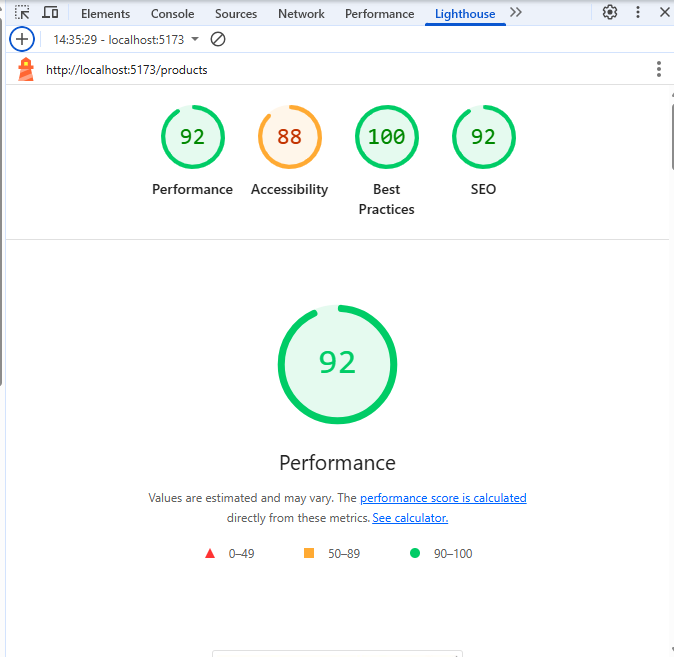 Elements Console Sources Network Performance Lighthouse
14:35:29 - localhost:5173
http://localhost:5173/products
92 88 100 92
Performance Accessibility Best Practices SEO
92
Performance
Values are estimated and may vary. The performance score is calculated
directly from these metrics. See calculator.
0–49 50–89 90–100